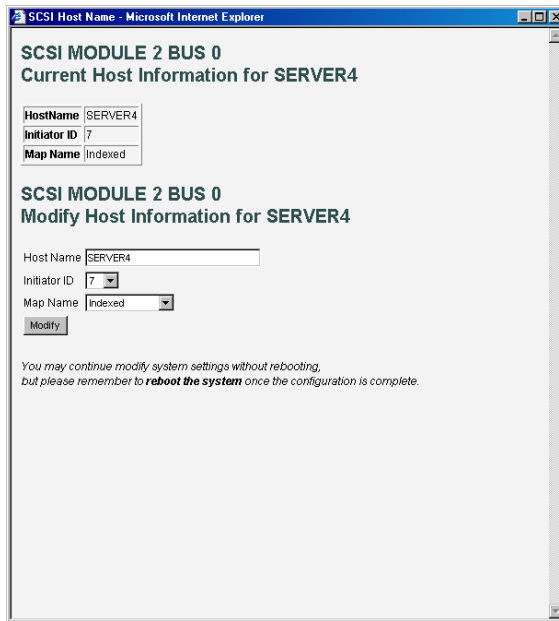 SCSI Host Name - Microsoft Internet Explorer
SCSI MODULE 2 BUS 0
Current Host Information for SERVER4
HostName SERVER4
Initiator ID 7
Map Name Indexed
SCSI MODULE 2 BUS 0
Modify Host Information for SERVER4
Host Name SERVER4
Initiator ID 7
Map Name Indexed
Modify
You may continue modify system settings without rebooting,
but please remember to reboot the system once the configuration is complete.